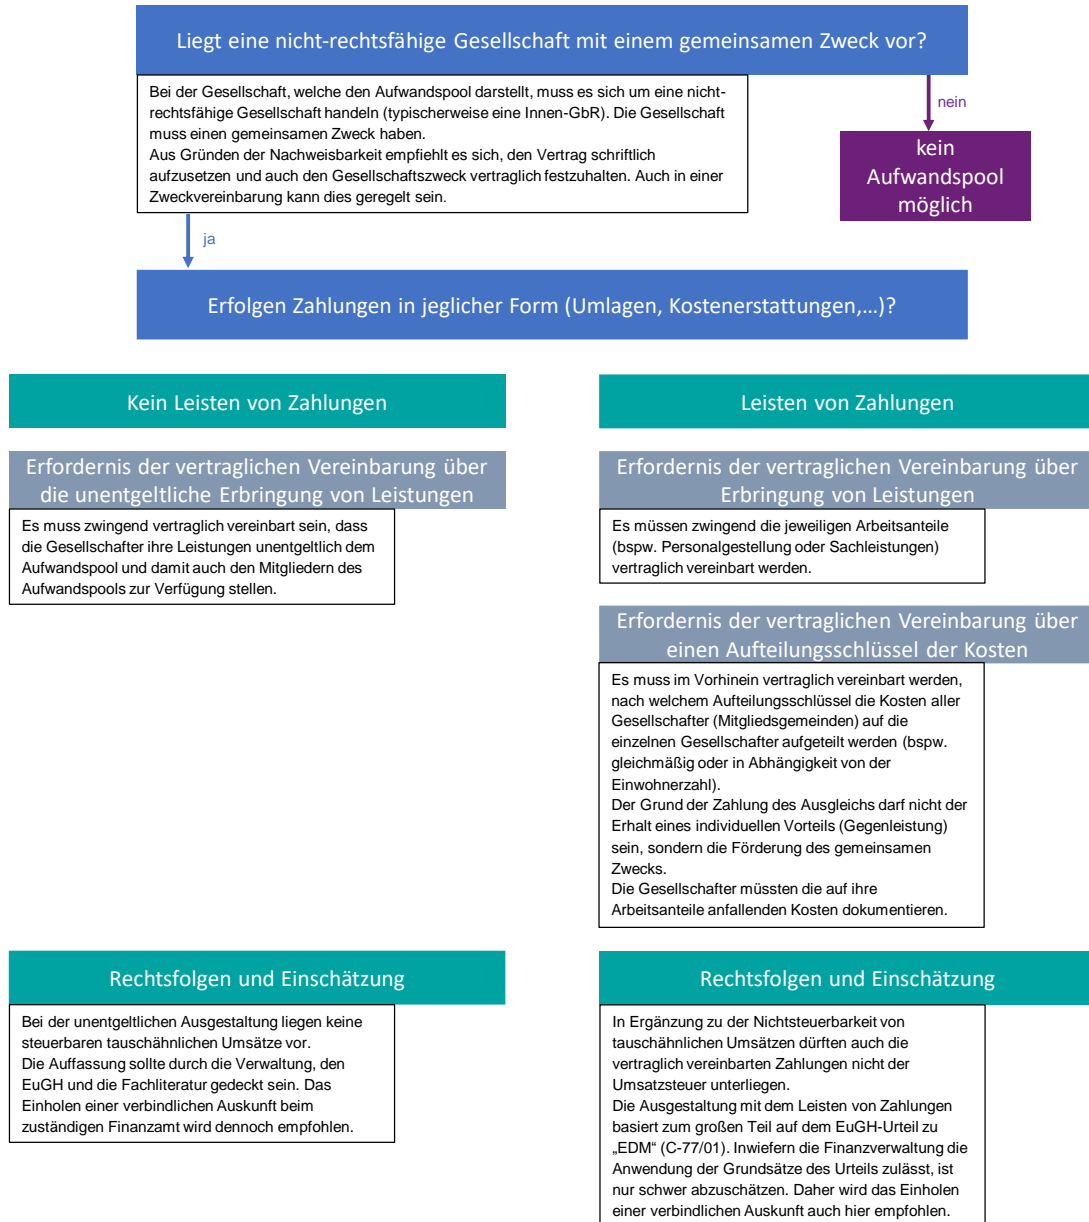 Liegt eine nicht-rechtsfähige Gesellschaft mit einem gemeinsamen Zweck vor?
Bei der Gesellschaft, welche den Aufwandspool darstellt, muss es sich um eine nicht-
rechtsfähige Gesellschaft handeln (typischerweise eine Innen-GbR). Die Gesellschaft
muss einen gemeinsamen Zweck haben.
Aus Gründen der Nachweisbarkeit empfiehlt es sich, den Vertrag schriftlich
aufzusetzen und auch den Gesellschaftszweck vertraglich festzuhalten. Auch in einer
Zweckvereinbarung kann dies geregelt sein.
nein
kein
Aufwandspool
möglich
ja
Erfolgen Zahlungen in jeglicher Form (Umlagen, Kostenerstattungen,...)?
Kein Leisten von Zahlungen
Erfordernis der vertraglichen Vereinbarung über
die unentgeltliche Erbringung von Leistungen
Es muss zwingend vertraglich vereinbart sein, dass
die Gesellschafter ihre Leistungen unentgeltlich dem
Aufwandspool und damit auch den Mitgliedern des
Aufwandspools zur Verfügung stellen.
Leisten von Zahlungen
Erfordernis der vertraglichen Vereinbarung über
Erbringung von Leistungen
Es müssen zwingend die jeweiligen Arbeitsanteile
(bspw. Personalgestellung oder Sachleistungen)
vertraglich vereinbart werden.
Erfordernis der vertraglichen Vereinbarung über
einen Aufteilungsschlüssel der Kosten
Es muss im Vorhinein vertraglich vereinbart werden,
nach welchem Aufteilungsschlüssel die Kosten aller
Gesellschafter (Mitgliedsgemeinden) auf die
einzelnen Gesellschafter aufgeteilt werden (bspw.
gleichmäßig oder in Abhängigkeit von der
Einwohnerzahl).
Der Grund der Zahlung des Ausgleichs darf nicht der
Erhalt eines individuellen Vorteils (Gegenleistung)
sein, sondern die Förderung des gemeinsamen
Zwecks.
Die Gesellschafter müssten die auf ihre
Arbeitsanteile anfallenden Kosten dokumentieren.
Rechtsfolgen und Einschätzung
Bei der unentgeltlichen Ausgestaltung liegen keine
steuerbaren tauschähnlichen Umsätze vor.
Die Auffassung sollte durch die Verwaltung, den
EuGH und die Fachliteratur gedeckt sein. Das
Einholen einer verbindlichen Auskunft beim
zuständigen Finanzamt wird dennoch empfohlen.
Rechtsfolgen und Einschätzung
In Ergänzung zu der Nichtsteuerbarkeit von
tauschähnlichen Umsätzen dürften auch die
vertraglich vereinbarten Zahlungen nicht der
Umsatzsteuer unterliegen.
Die Ausgestaltung mit dem Leisten von Zahlungen
basiert zum großen Teil auf dem EuGH-Urteil zu
„EDM“ (C-77/01). Inwiefern die Finanzverwaltung die
Anwendung der Grundsätze des Urteils zulässt, ist
nur schwer abzuschätzen. Daher wird das Einholen
einer verbindlichen Auskunft auch hier empfohlen.